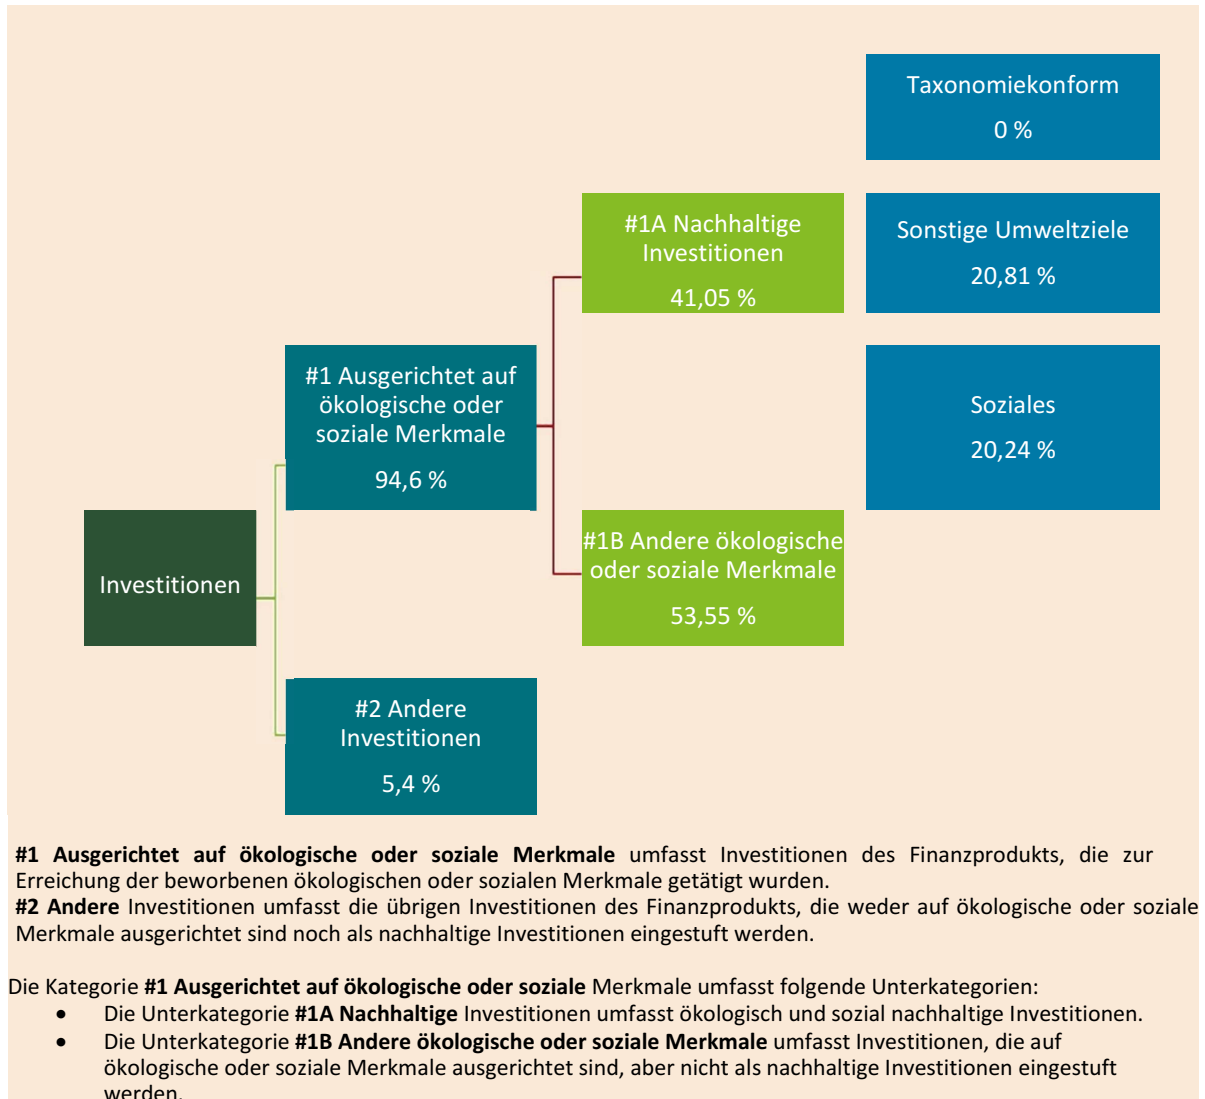 Taxonomiekonform
0 %
#1A Nachhaltige
Investitionen
41,05 %
Sonstige Umweltziele
20,81 %
#1 Ausgerichtet auf
ökologische oder
soziale Merkmale
94,6 %
Soziales
20,24 %
Investitionen
#1B Andere ökologische
oder soziale Merkmale
53,55 %
#2 Andere
Investitionen
5,4 %
#1 Ausgerichtet auf ökologische oder soziale Merkmale umfasst Investitionen des Finanzprodukts, die zur
Erreichung der beworbenen ökologischen oder sozialen Merkmale getätigt wurden.
#2 Andere Investitionen umfasst die übrigen Investitionen des Finanzprodukts, die weder auf ökologische oder soziale
Merkmale ausgerichtet sind noch als nachhaltige Investitionen eingestuft werden.
Die Kategorie #1 Ausgerichtet auf ökologische oder soziale Merkmale umfasst folgende Unterkategorien:
• Die Unterkategorie #1A Nachhaltige Investitionen umfasst ökologisch und sozial nachhaltige Investitionen.
• Die Unterkategorie #1B Andere ökologische oder soziale Merkmale umfasst Investitionen, die auf
ökologische oder soziale Merkmale ausgerichtet sind, aber nicht als nachhaltige Investitionen eingestuft
werden.